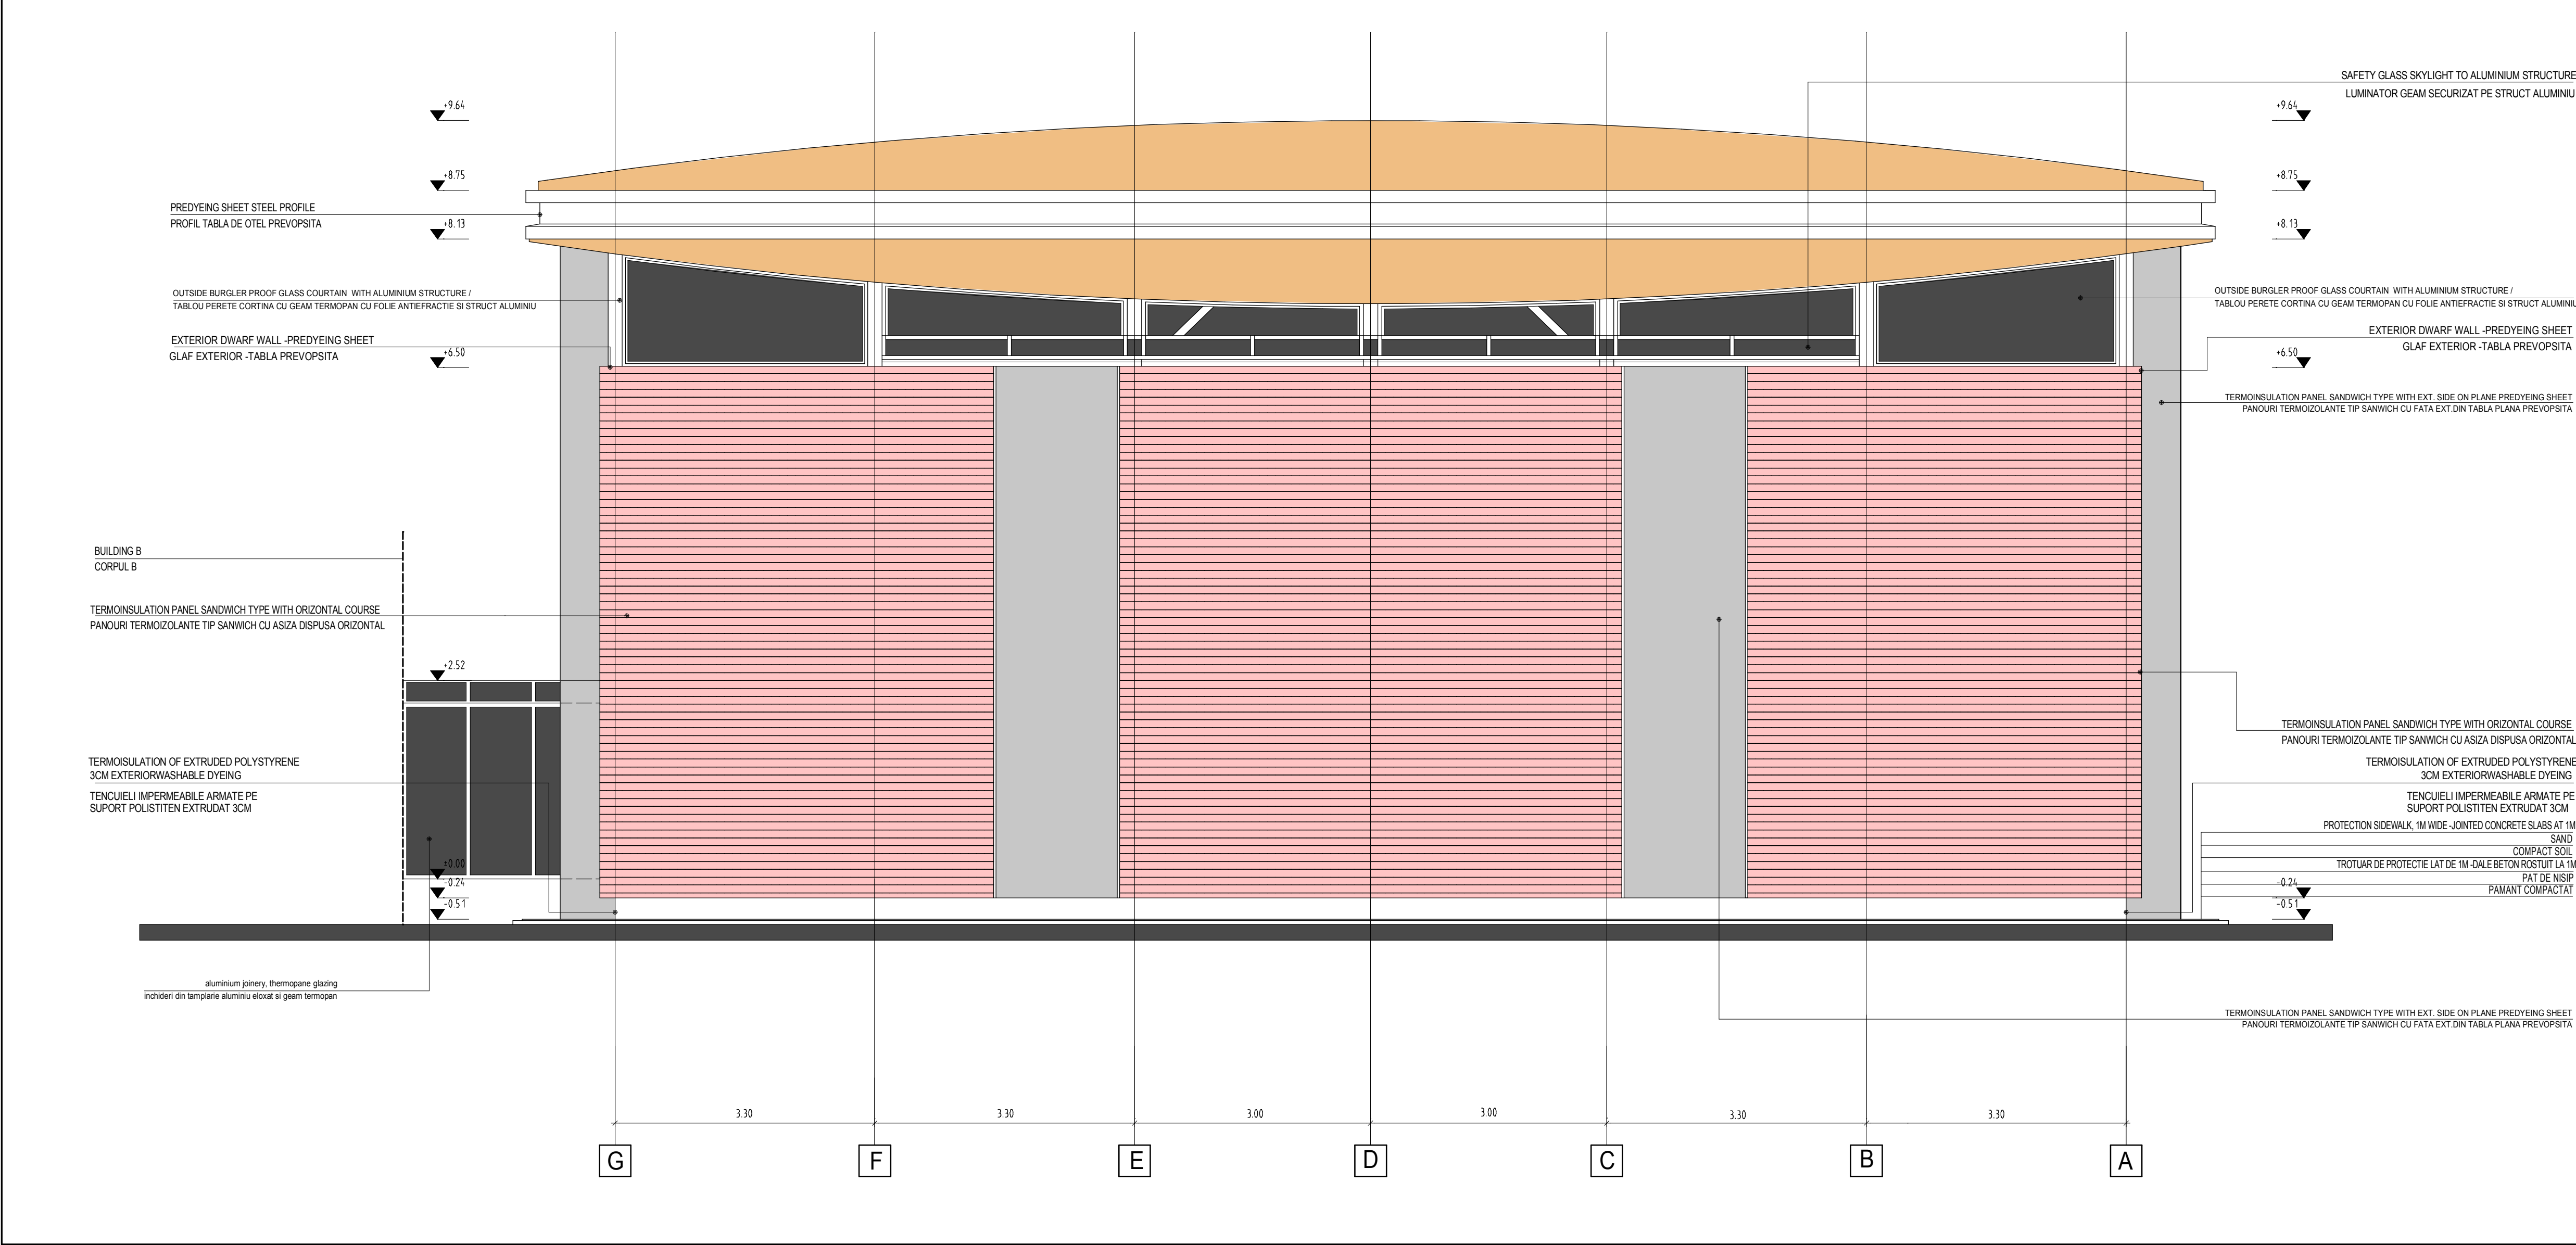 SAFETY GLASS SKYLIGHT TO ALUMINIUM STRUCTURE
LUMINATOR GEAM SECURIZAT PE STRUCT ALUMINIU
+9.64
+9.64
+8.75
+8.75
PREDYEING SHEET STEEL PROFILE
PROFIL TABLA DE OTEL PREVOPSITA
+8.13
+8.13
OUTSIDE BURGLER PROOF GLASS COURTAIN WITH ALUMINIUM STRUCTURE /
TABLOU PERETE CORTINA CU GEAM TERMOPAN CU FOLIE ANTIEFRACTIE SI STRUCT ALUMINIU
OUTSIDE BURGLER PROOF GLASS COURTAIN WITH ALUMINIUM STRUCTURE /
TABLOU PERETE CORTINA CU GEAM TERMOPAN CU FOLIE ANTIEFRACTIE SI STRUCT ALUMINIU
EXTERIOR DWARF WALL -PREDYEING SHEET
GLAF EXTERIOR -TABLA PREVOPSITA
+6.50
EXTERIOR DWARF WALL -PREDYEING SHEET
GLAF EXTERIOR -TABLA PREVOPSITA
+6.50
TERMOINSULATION PANEL SANDWICH TYPE WITH EXT. SIDE ON PLANE PREDYEING SHEET
PANOURI TERMOIZOLANTE TIP SANWICH CU FATA EXT.DIN TABLA PLANA PREVOPSITA
BUILDING B
CORPUL B
TERMOINSULATION PANEL SANDWICH TYPE WITH ORIZONTAL COURSE
PANOURI TERMOIZOLANTE TIP SANWICH CU ASIZA DISPUSA ORIZONTAL
+2.52
TERMOINSULATION PANEL SANDWICH TYPE WITH ORIZONTAL COURSE
PANOURI TERMOIZOLANTE TIP SANWICH CU ASIZA DISPUSA ORIZONTAL
TERMOISULATION OF EXTRUDED POLYSTYRENE
3CM EXTERIORWASHABLE DYEING
TENCUIELI IMPERMEABILE ARMATE PE
SUPORT POLISTITEN EXTRUDAT 3CM
TERMOISULATION OF EXTRUDED POLYSTYRENE
3CM EXTERIORWASHABLE DYEING
TENCUIELI IMPERMEABILE ARMATE PE
SUPORT POLISTITEN EXTRUDAT 3CM
PROTECTION SIDEWALK, 1M WIDE -JOINTED CONCRETE SLABS AT 1M
SAND
COMPACT SOIL
TROTUAR DE PROTECTIE LAT DE 1M -DALE BETON ROSTUIT LA 1M
PAT DE NISIP
PAMANT COMPACTAT
±0.00
-0.24
-0.51
-0.24
-0.51
aluminium joinery, thermopane glazing
inchideri din tamplarie aluminiu eloxat si geam termopan
TERMOINSULATION PANEL SANDWICH TYPE WITH EXT. SIDE ON PLANE PREDYEING SHEET
PANOURI TERMOIZOLANTE TIP SANWICH CU FATA EXT.DIN TABLA PLANA PREVOPSITA
3.30 3.30 3.00 3.00 3.30 3.30
G F E D C B A